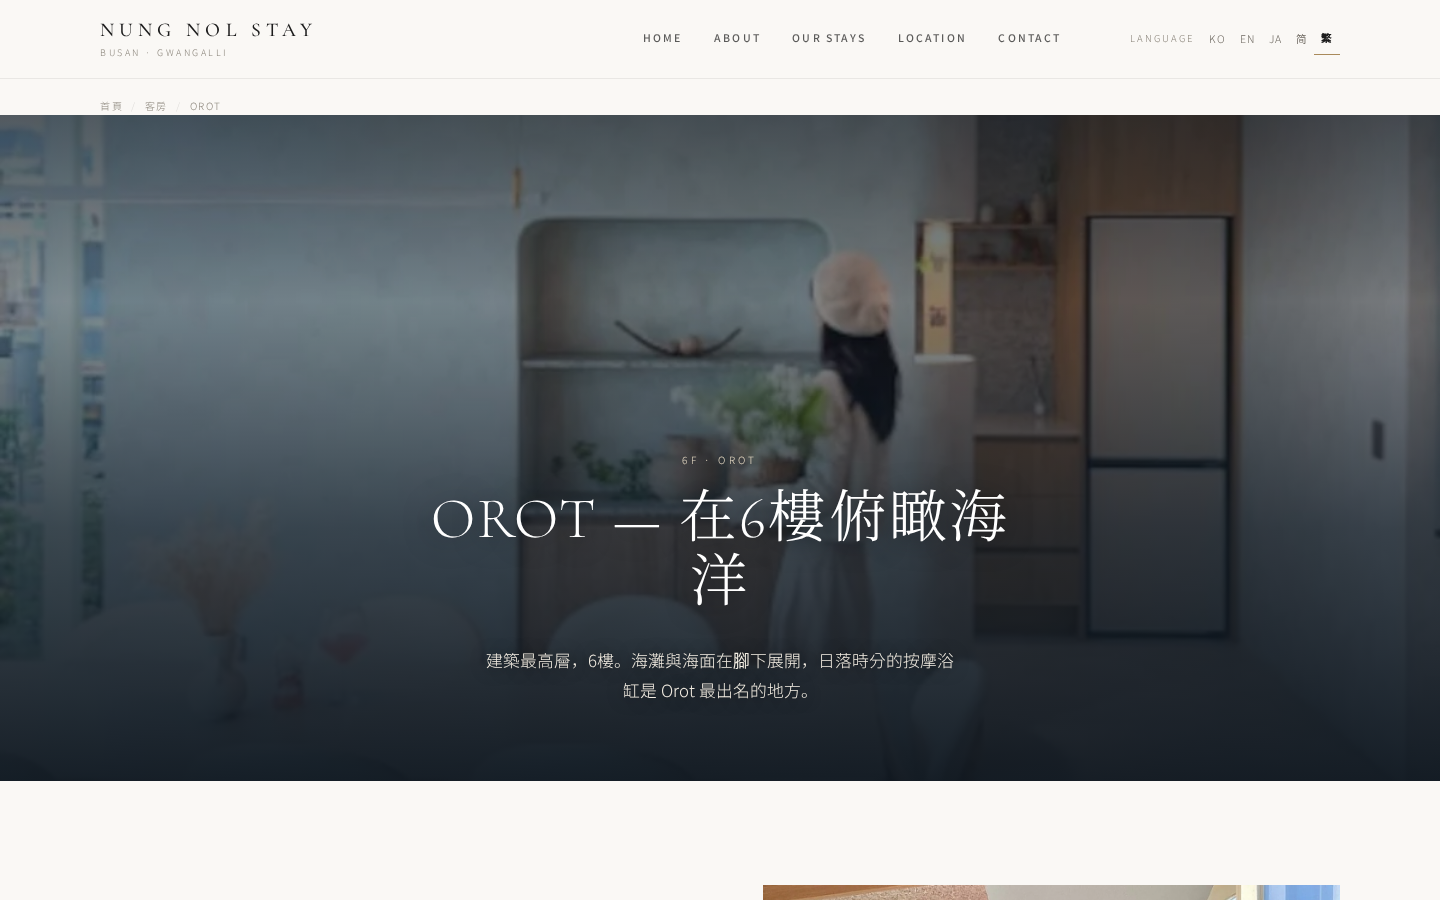 NUNG NOL STAY
BUSAN · GWANGALLI
HOME ABOUT OUR STAYS LOCATION CONTACT LANGUAGE KO EN JA 简 繁
首頁 / 客房 / OROT
6F · OROT
OROT — 在6樓俯瞰海
洋
建築最高層，6樓。海灘與海面在腳下展開，日落時分的按摩浴
缸是 Orot 最出名的地方。